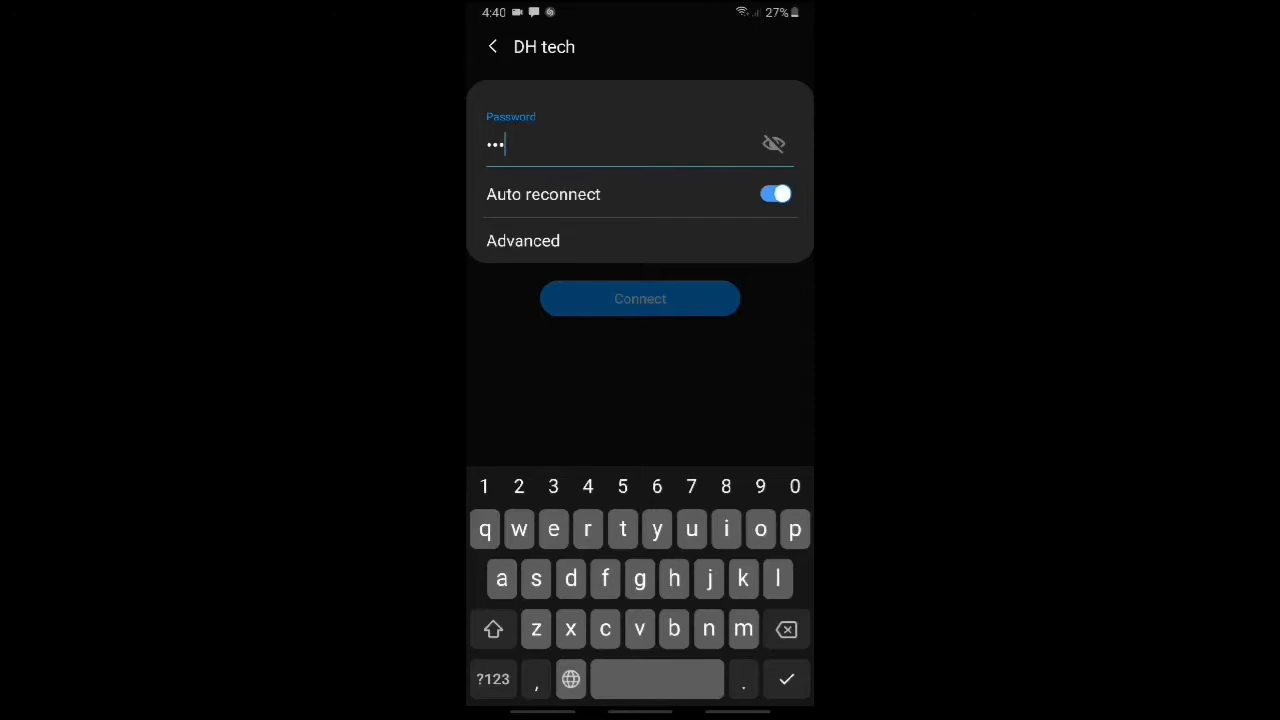 4:40 27%
DH tech
Password
•••
Auto reconnect
Advanced
Connect
1 2 3 4 5 6 7 8 9 0
q w e r t y u i o p
a s d f g h j k l
z x c v b n m
?123 , .